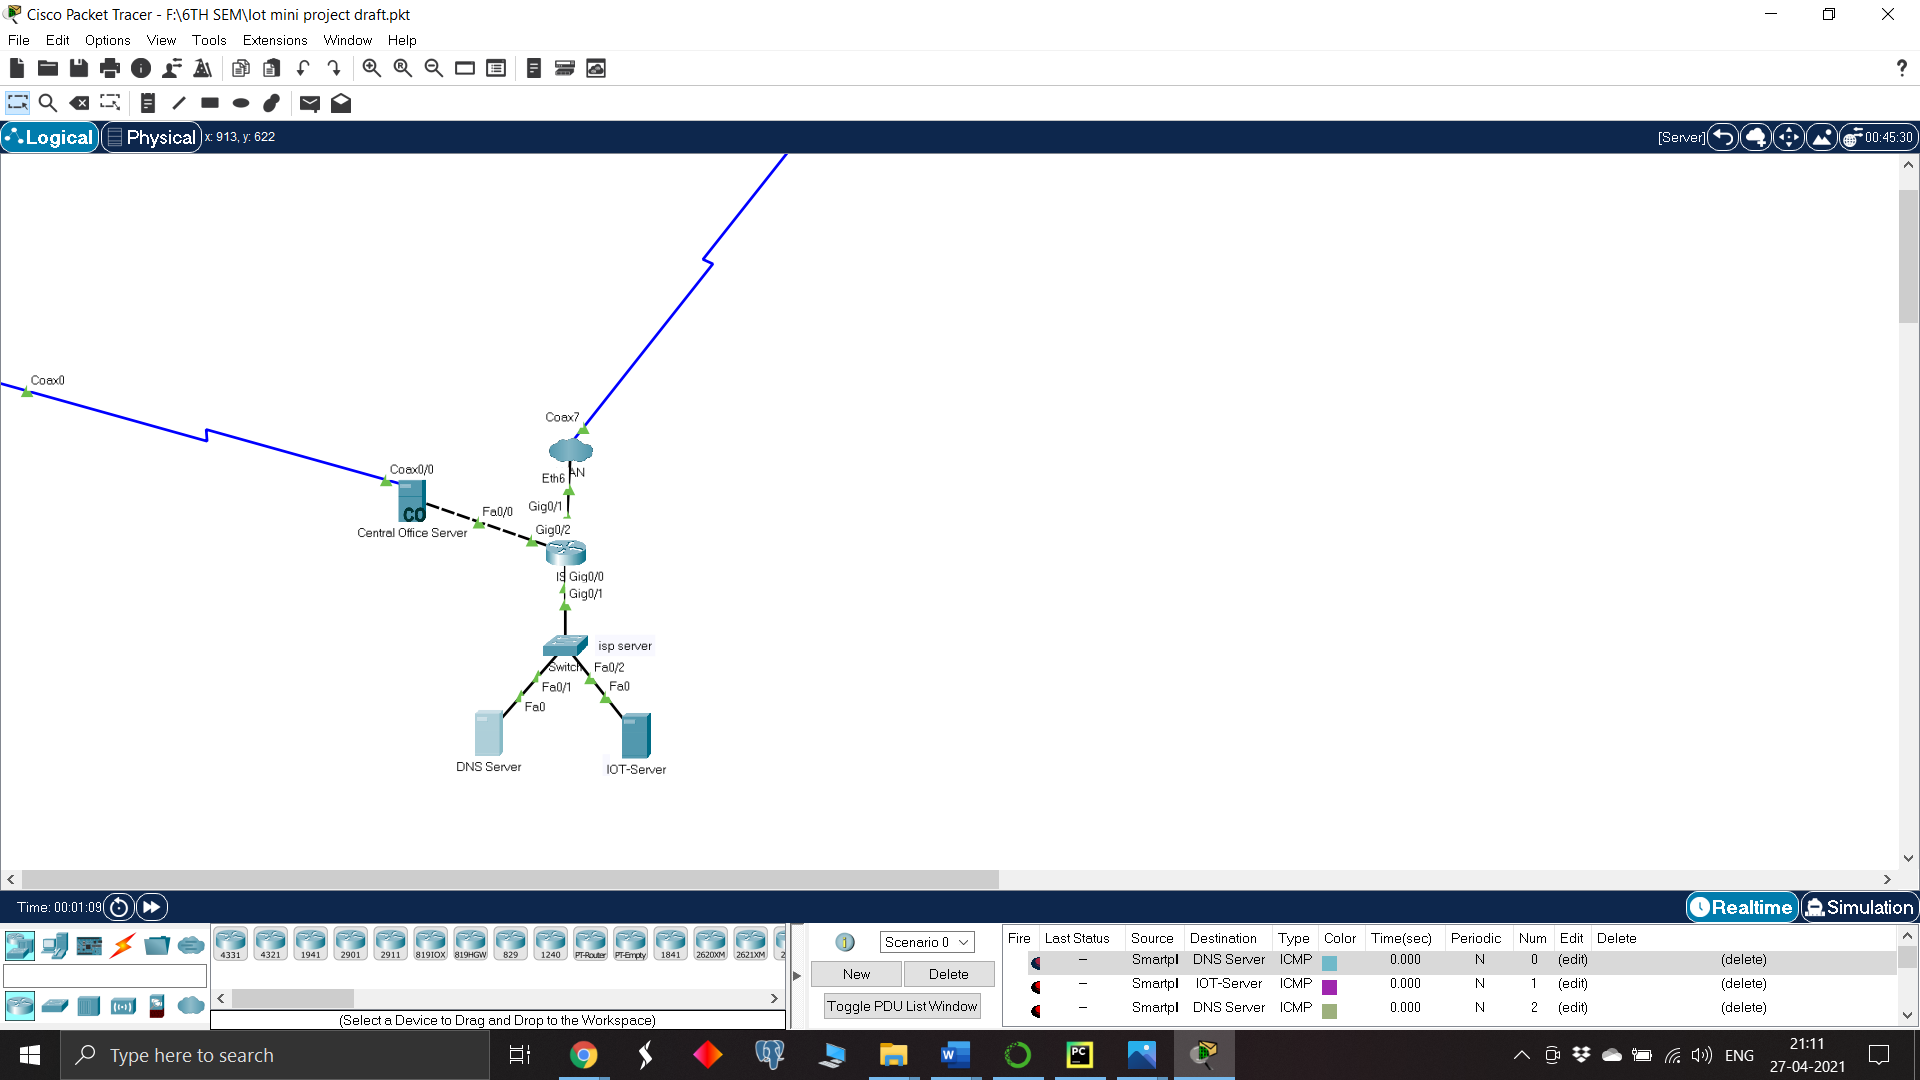 Cisco Packet Tracer - F:\6TH SEM\Iot mini project draft.pkt
File Edit Options View Tools Extensions Window Help
?
Logical Physical x: 913, y: 622 [Server] 00:45:30
Coax0
Coax7
Coax0/0
Eth6 AN
Gig0/1
Fa0/0
CO
Central Office Server
Gig0/2
Gig0/0
Gig0/1
isp server
Switch Fa0/2
Fa0/1 Fa0
Fa0
DNS Server IOT-Server
Time: 00:01:09 Realtime Simulation
4331 4321 1941 2901 2911 819IOX 819HGW 829 1240 PT-Router PT-Empty 1841 2620XM 2621XM
(Select a Device to Drag and Drop to the Workspace)
Scenario 0
New Delete
Toggle PDU List Window
Fire Last Status Source Destination Type Color Time(sec) Periodic Num Edit Delete
-- Smartpl DNS Server ICMP 0.000 N 0 (edit) (delete)
-- Smartpl IOT-Server ICMP 0.000 N 1 (edit) (delete)
-- Smartpl DNS Server ICMP 0.000 N 2 (edit) (delete)
Type here to search
ENG
21:11
27-04-2021